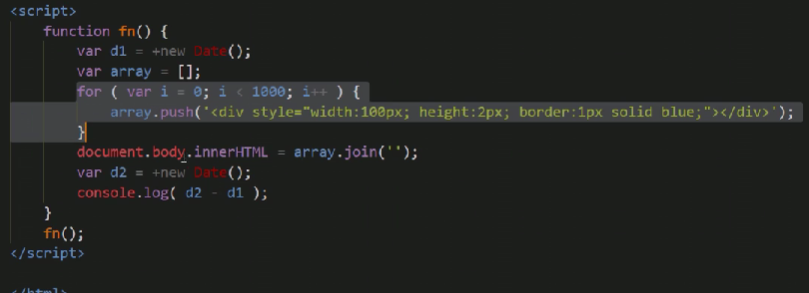 <script>
function fn() {
var d1 = +new Date();
var array = [];
for ( var i = 0; i < 1000; i++ ) {
array.push('<div style="width:100px; height:2px; border:1px solid blue;"></div>');
}
document.body.innerHTML = array.join('');
var d2 = +new Date();
console.log( d2 - d1 );
}
fn();
</script>
</html>